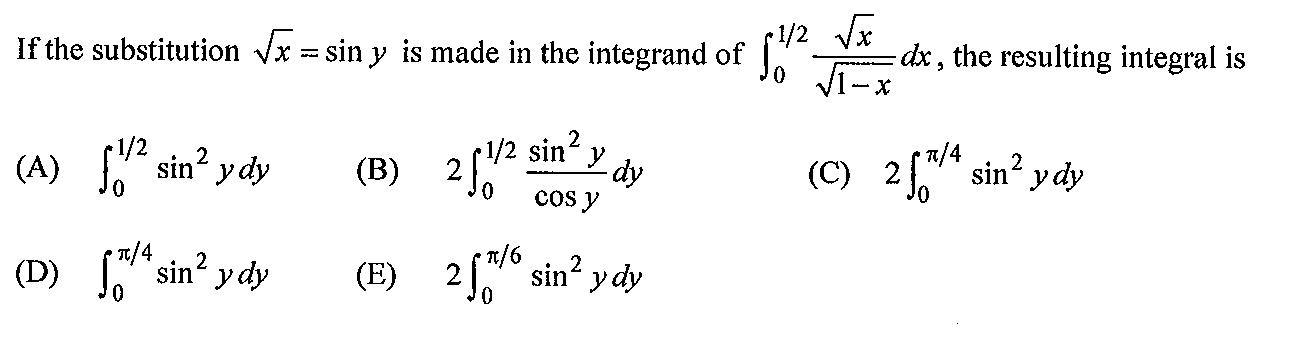 If the substitution √x = sin y is made in the integrand of ∫₀^{1/2} √x/√(1−x) dx, the resulting integral is
(A) ∫₀^{1/2} sin² y dy (B) 2∫₀^{1/2} sin² y/cos y dy (C) 2∫₀^{π/4} sin² y dy
(D) ∫₀^{π/4} sin² y dy (E) 2∫₀^{π/6} sin² y dy